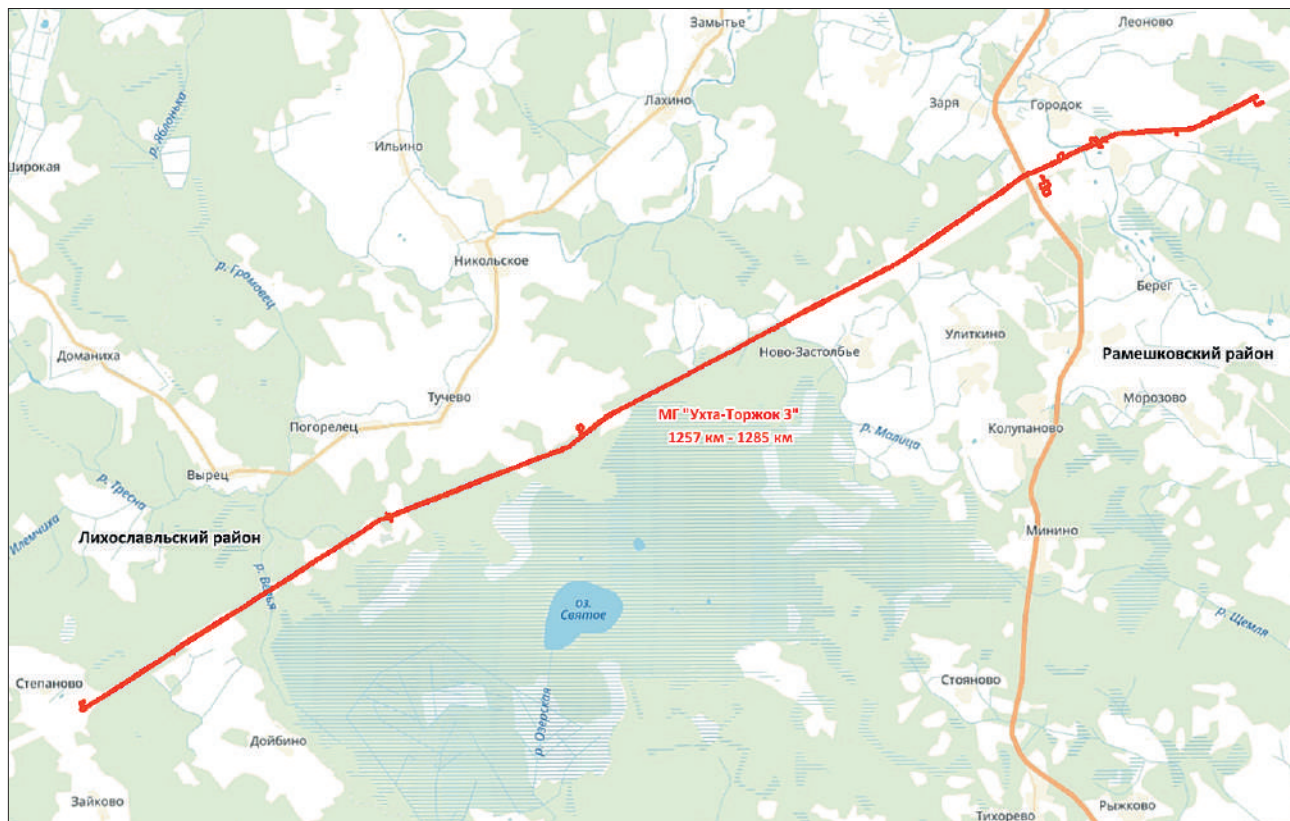 Замытье
Леоново
р. Яблонька
Лахино
Заря
Городок
Ильино
Широкая
Никольское
р. Громовец
Берег
Улиткино
Доманиха
Ново-Застолбье
Рамешковский район
Тучево
Морозово
МГ "Ухта-Торжок 3"
1257 км - 1285 км
Погорелец
р. Малица
Колупаново
Вырец
р. Тресна
Илемчиха
Лихославльский район
Минино
оз.
Святое
р. Щемля
Степаново
Стояново
р. Озерская
Дойбино
Зайково
Рыжково
Тихорево